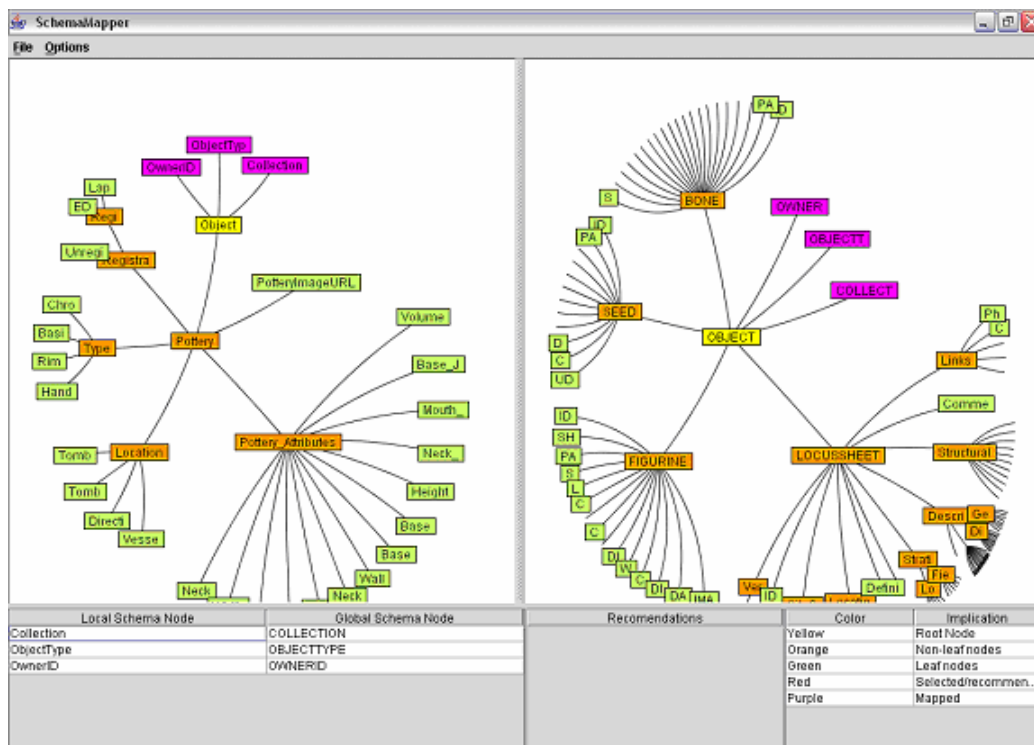 SchemaMapper
File Options
ObjectTyp
OwnerID
Collection
Lap
ED
Regi
Object
Unregi
Registra
PotteryImageURL
Chro
Basi
Type
Pottery
Rim
Hand
Volume
Base_J
Mouth_
Pottery_Attributes
Neck_
Location
Tomb
Tomb
Directi
Vesse
Height
Base
Base
Wall
Neck
Neck
PA
D
S
BONE
ID
PA
OWNER
OBJECTT
COLLECT
SEED
OBJECT
D
C
UD
Ph
C
Links
Comme
ID
SH
PA
S
L
C
C
FIGURINE
LOCUSSHEET
Structural
Descri
Ge
Di
DI
W
C
DI
DA
IMA
Ver
ID
Strati
Fie
Lo
Defini
Local Schema Node Global Schema Node
Collection COLLECTION
ObjectType OBJECTTYPE
OwnerID OWNERID
Recomendations
Color Implication
Yellow Root Node
Orange Non-leaf nodes
Green Leaf nodes
Red Selected/recommen...
Purple Mapped